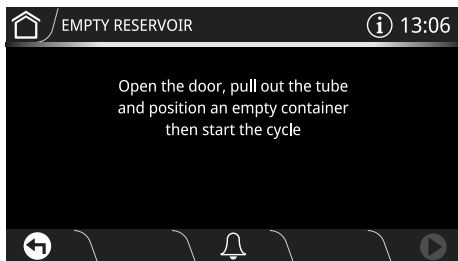 EMPTY RESERVOIR
i 13:06
Open the door, pull out the tube
and position an empty container
then start the cycle